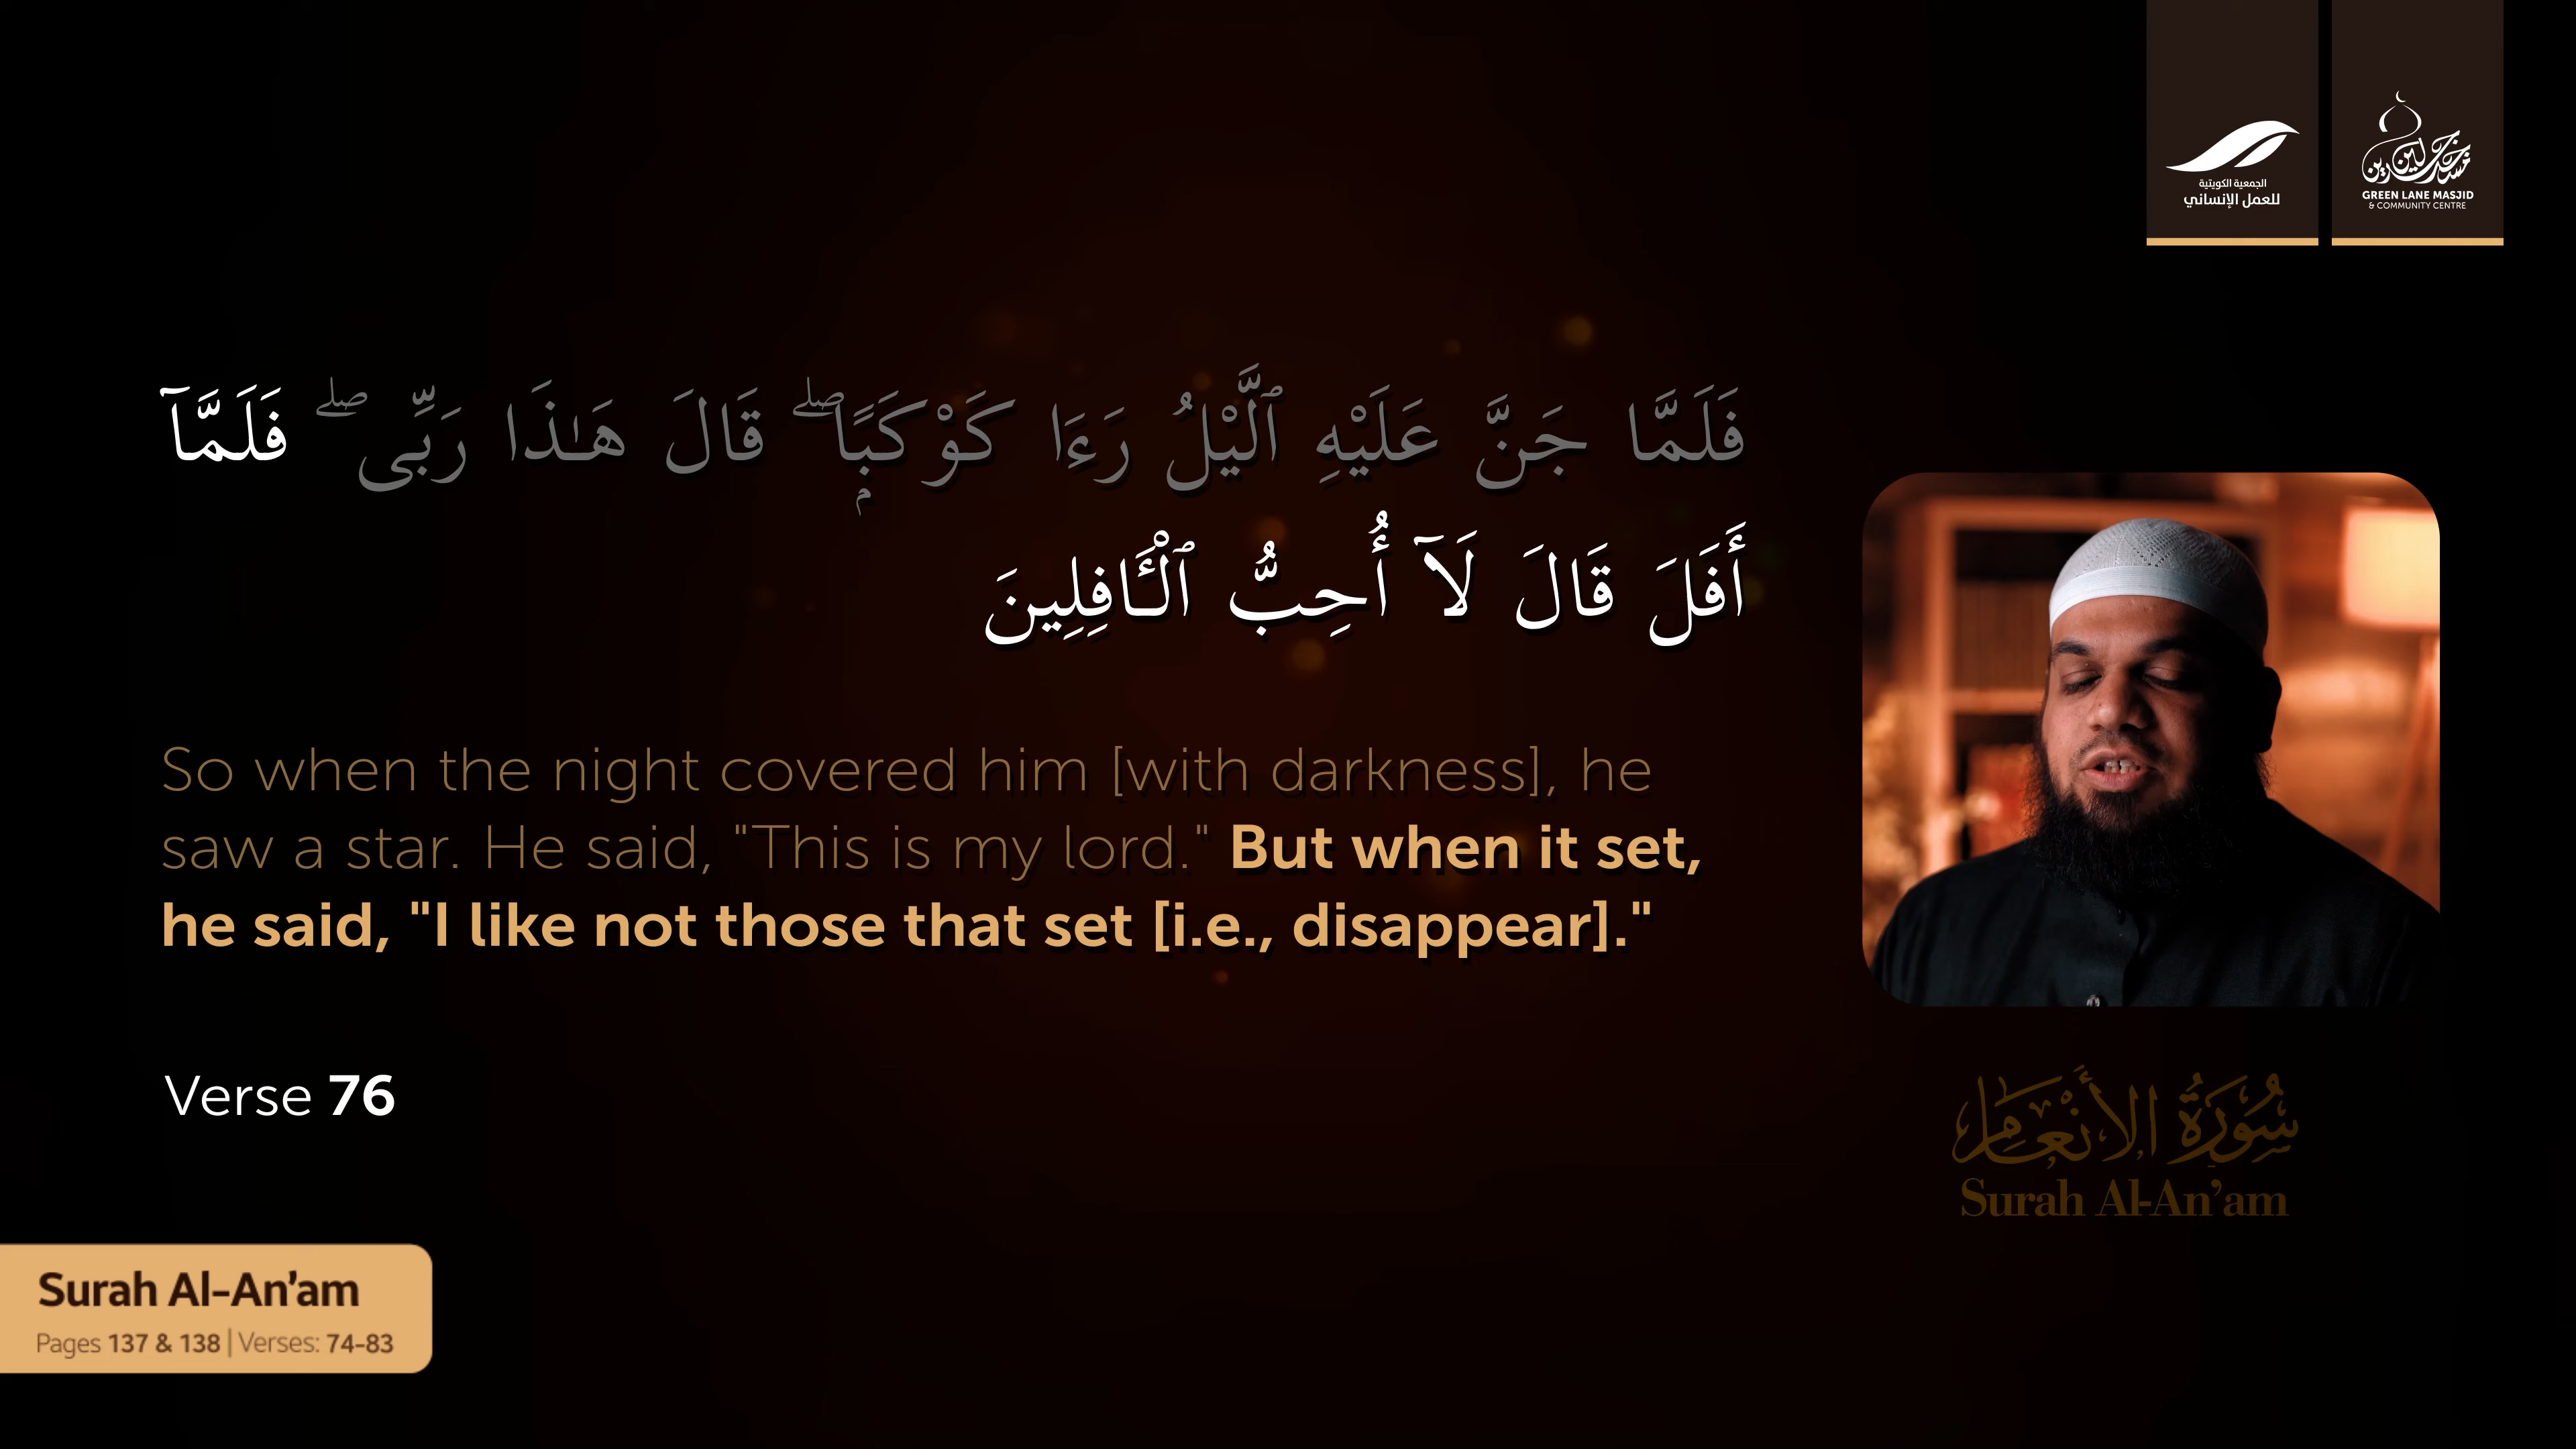 الجمعية الكويتية
للعمل الإنساني
مسجد جرين لين
GREEN LANE MASJID
& COMMUNITY CENTRE
فَلَمَّا جَنَّ عَلَيْهِ ٱلَّيْلُ رَءَا كَوْكَبًۭا ۖ قَالَ هَـٰذَا رَبِّى ۖ فَلَمَّآ
أَفَلَ قَالَ لَآ أُحِبُّ ٱلْـَٔافِلِينَ
So when the night covered him [with darkness], he
saw a star. He said, "This is my lord." But when it set,
he said, "I like not those that set [i.e., disappear]."
Verse 76
سُورَةُ الأَنْعَامِ
Surah Al-An’am
Surah Al-An’am
Pages 137 & 138 | Verses: 74-83